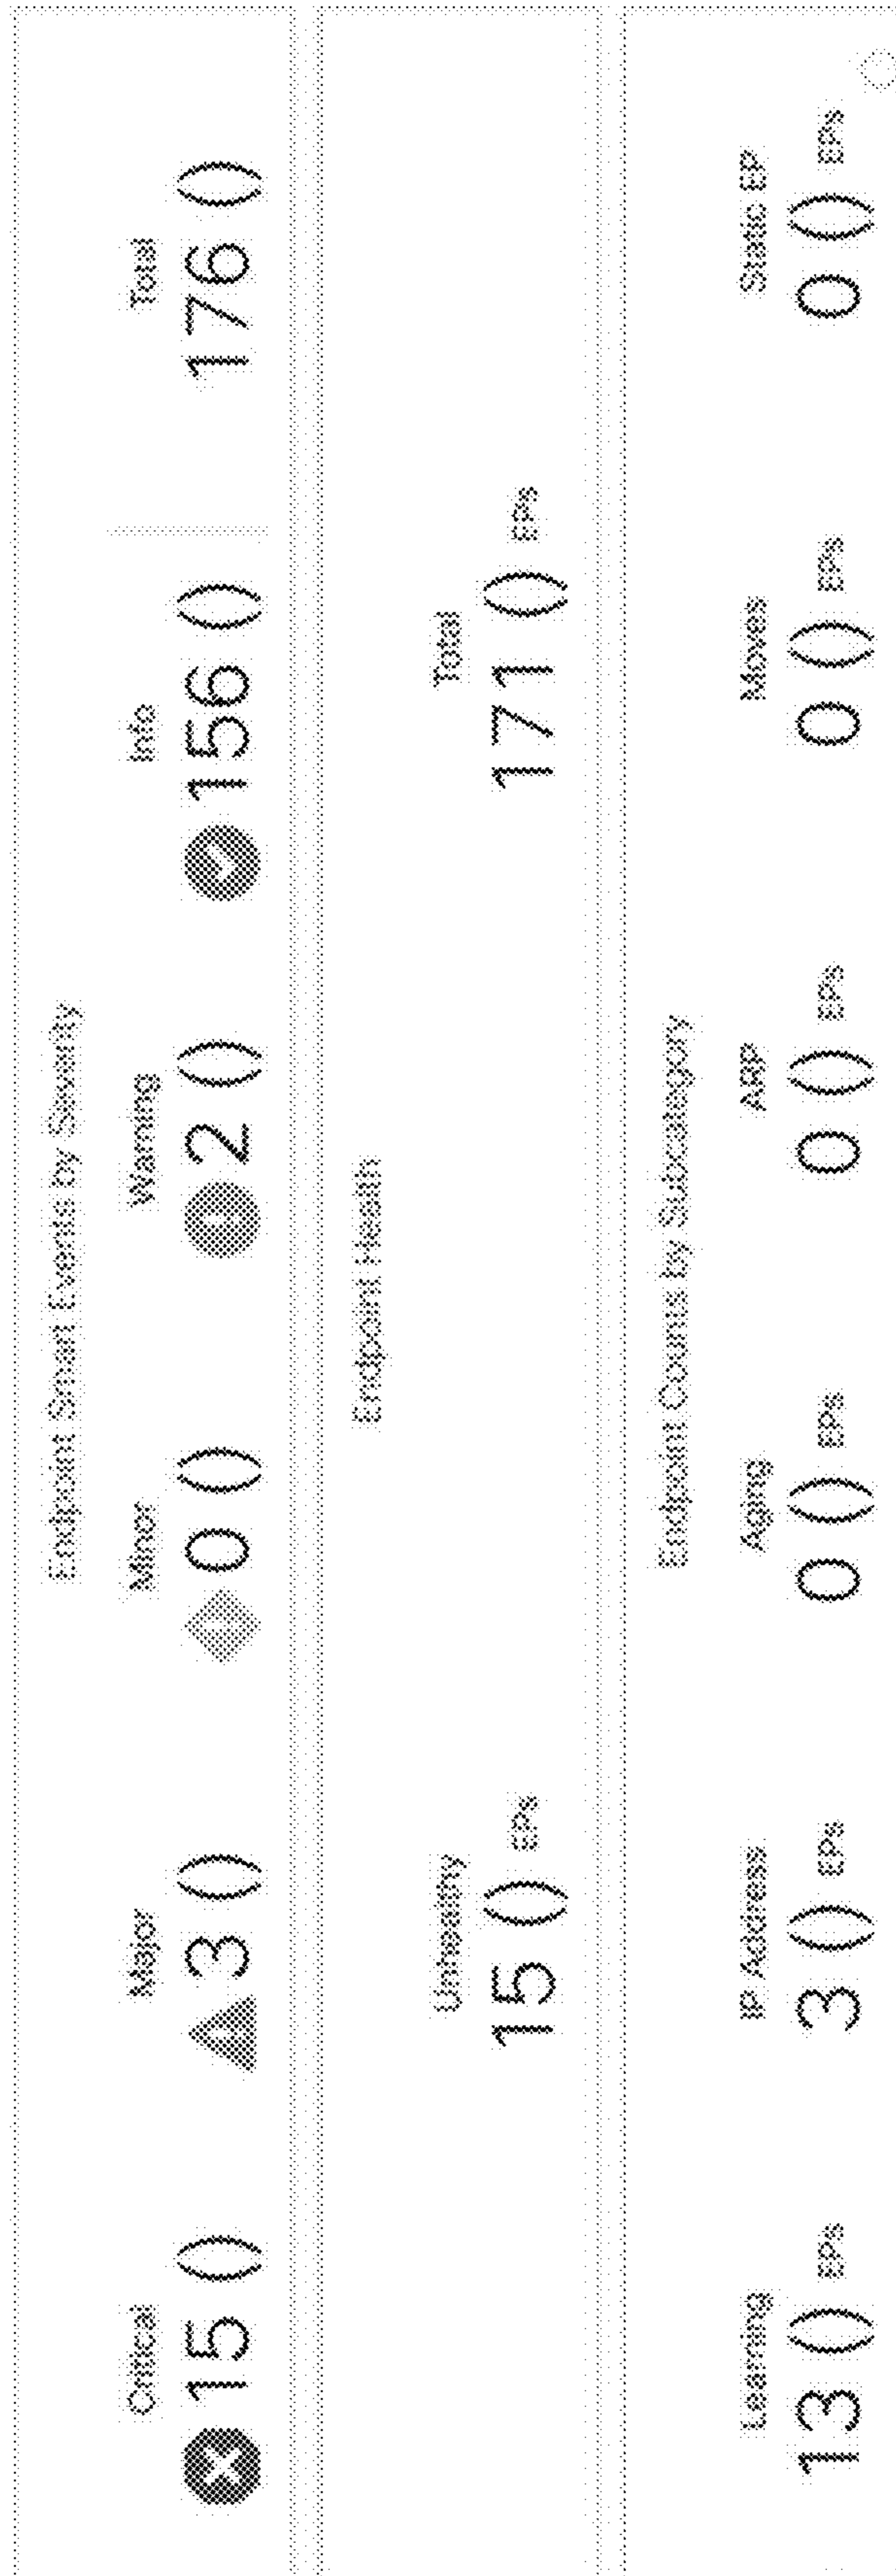 Endpoint Smart Events by Severity
Critical Major Minor Warning Info Total
15 () 3 () 0 () 2 () 156 () 176 ()
Endpoint Health
Unhealthy Total
15 () EPs 171 () EPs
Endpoint Counts by Subcategory
Learning IP Address Aging ARP Moves Static EP
13 () EPs 3 () EPs 0 () EPs 0 () EPs 0 () EPs 0 () EPs